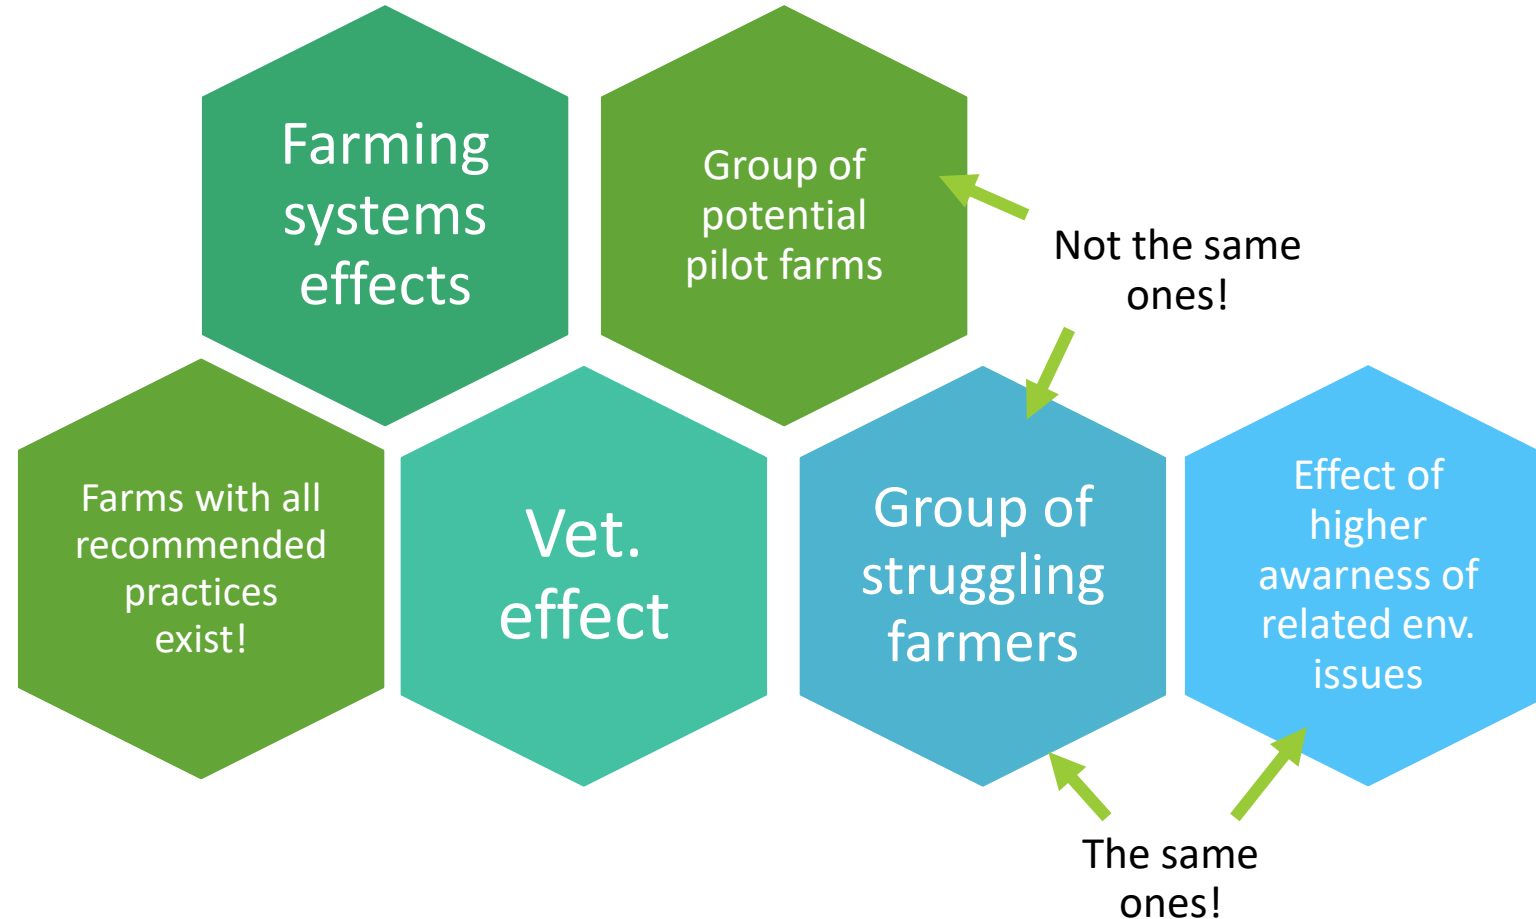 Farming
systems
effects
Group of
potential
pilot farms
Not the same
ones!
Farms with all
recommended
practices
exist!
Vet.
effect
Group of
struggling
farmers
Effect of
higher
awarness of
related env.
issues
The same
ones!